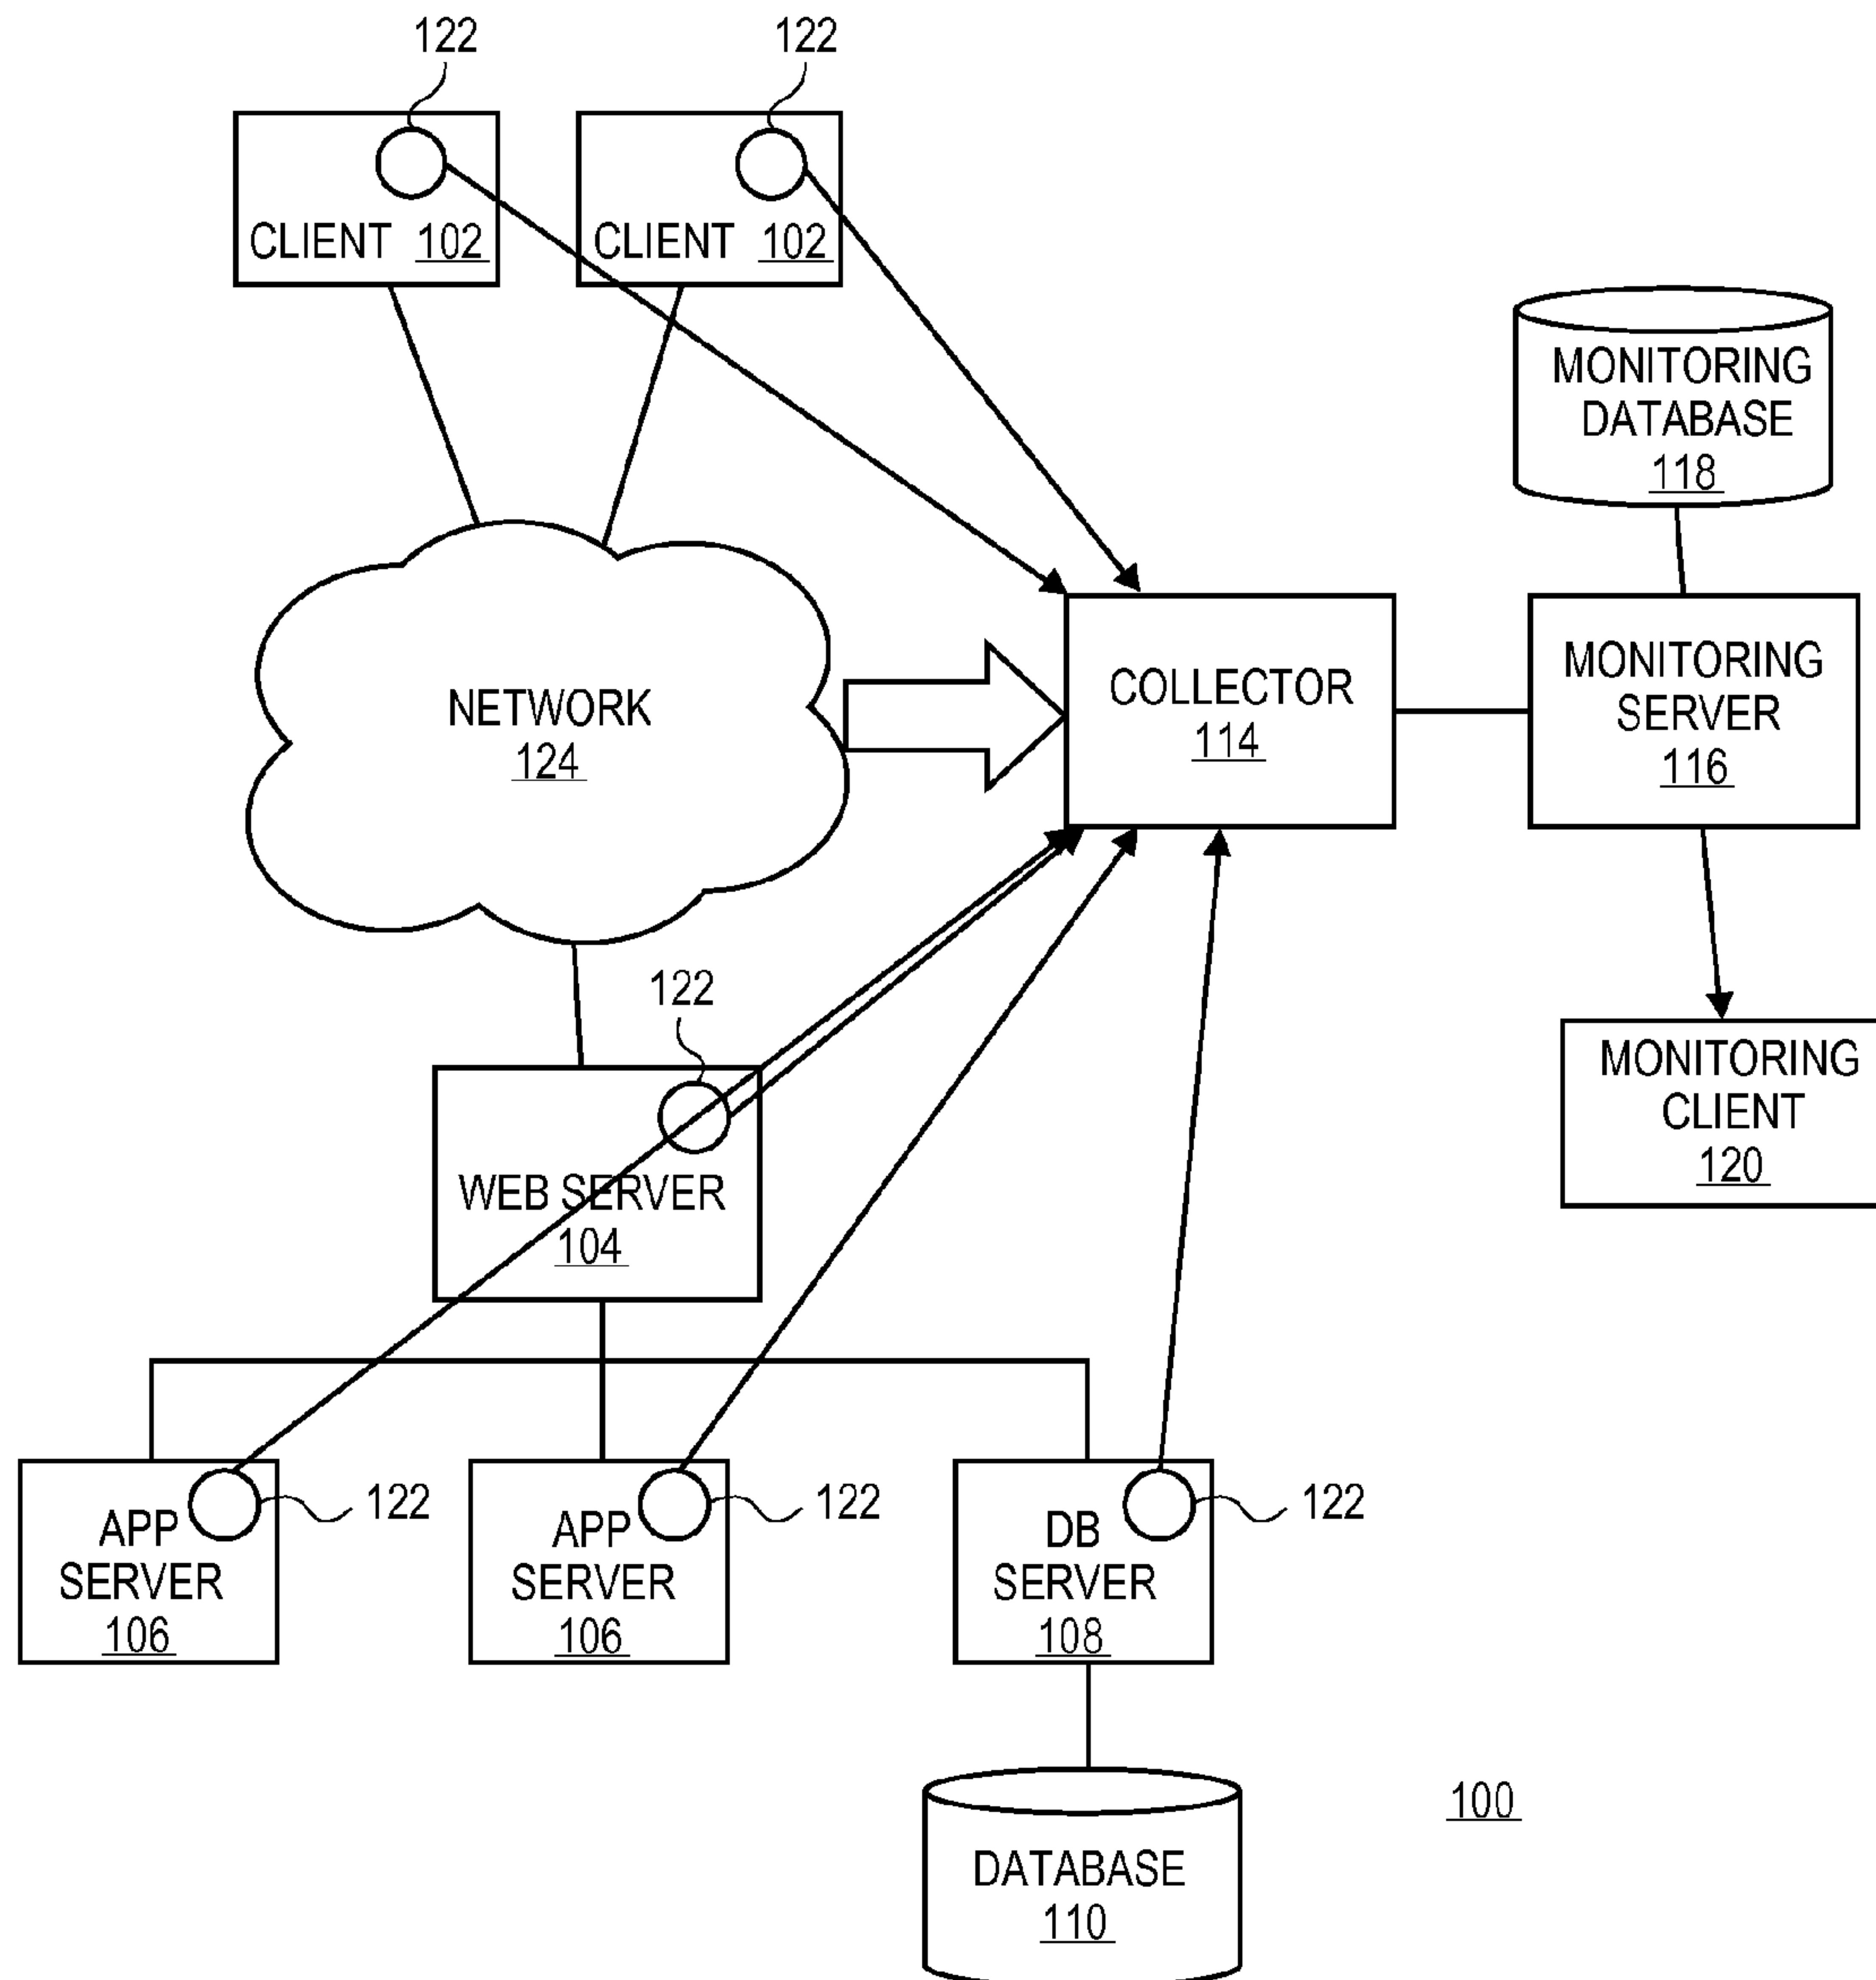 122
122
CLIENT 102
CLIENT 102
MONITORING
DATABASE
118
NETWORK
124
COLLECTOR
114
MONITORING
SERVER
116
122
WEB SERVER
104
MONITORING
CLIENT
120
APP
SERVER
106
122
APP
SERVER
106
122
DB
SERVER
108
122
DATABASE
110
100